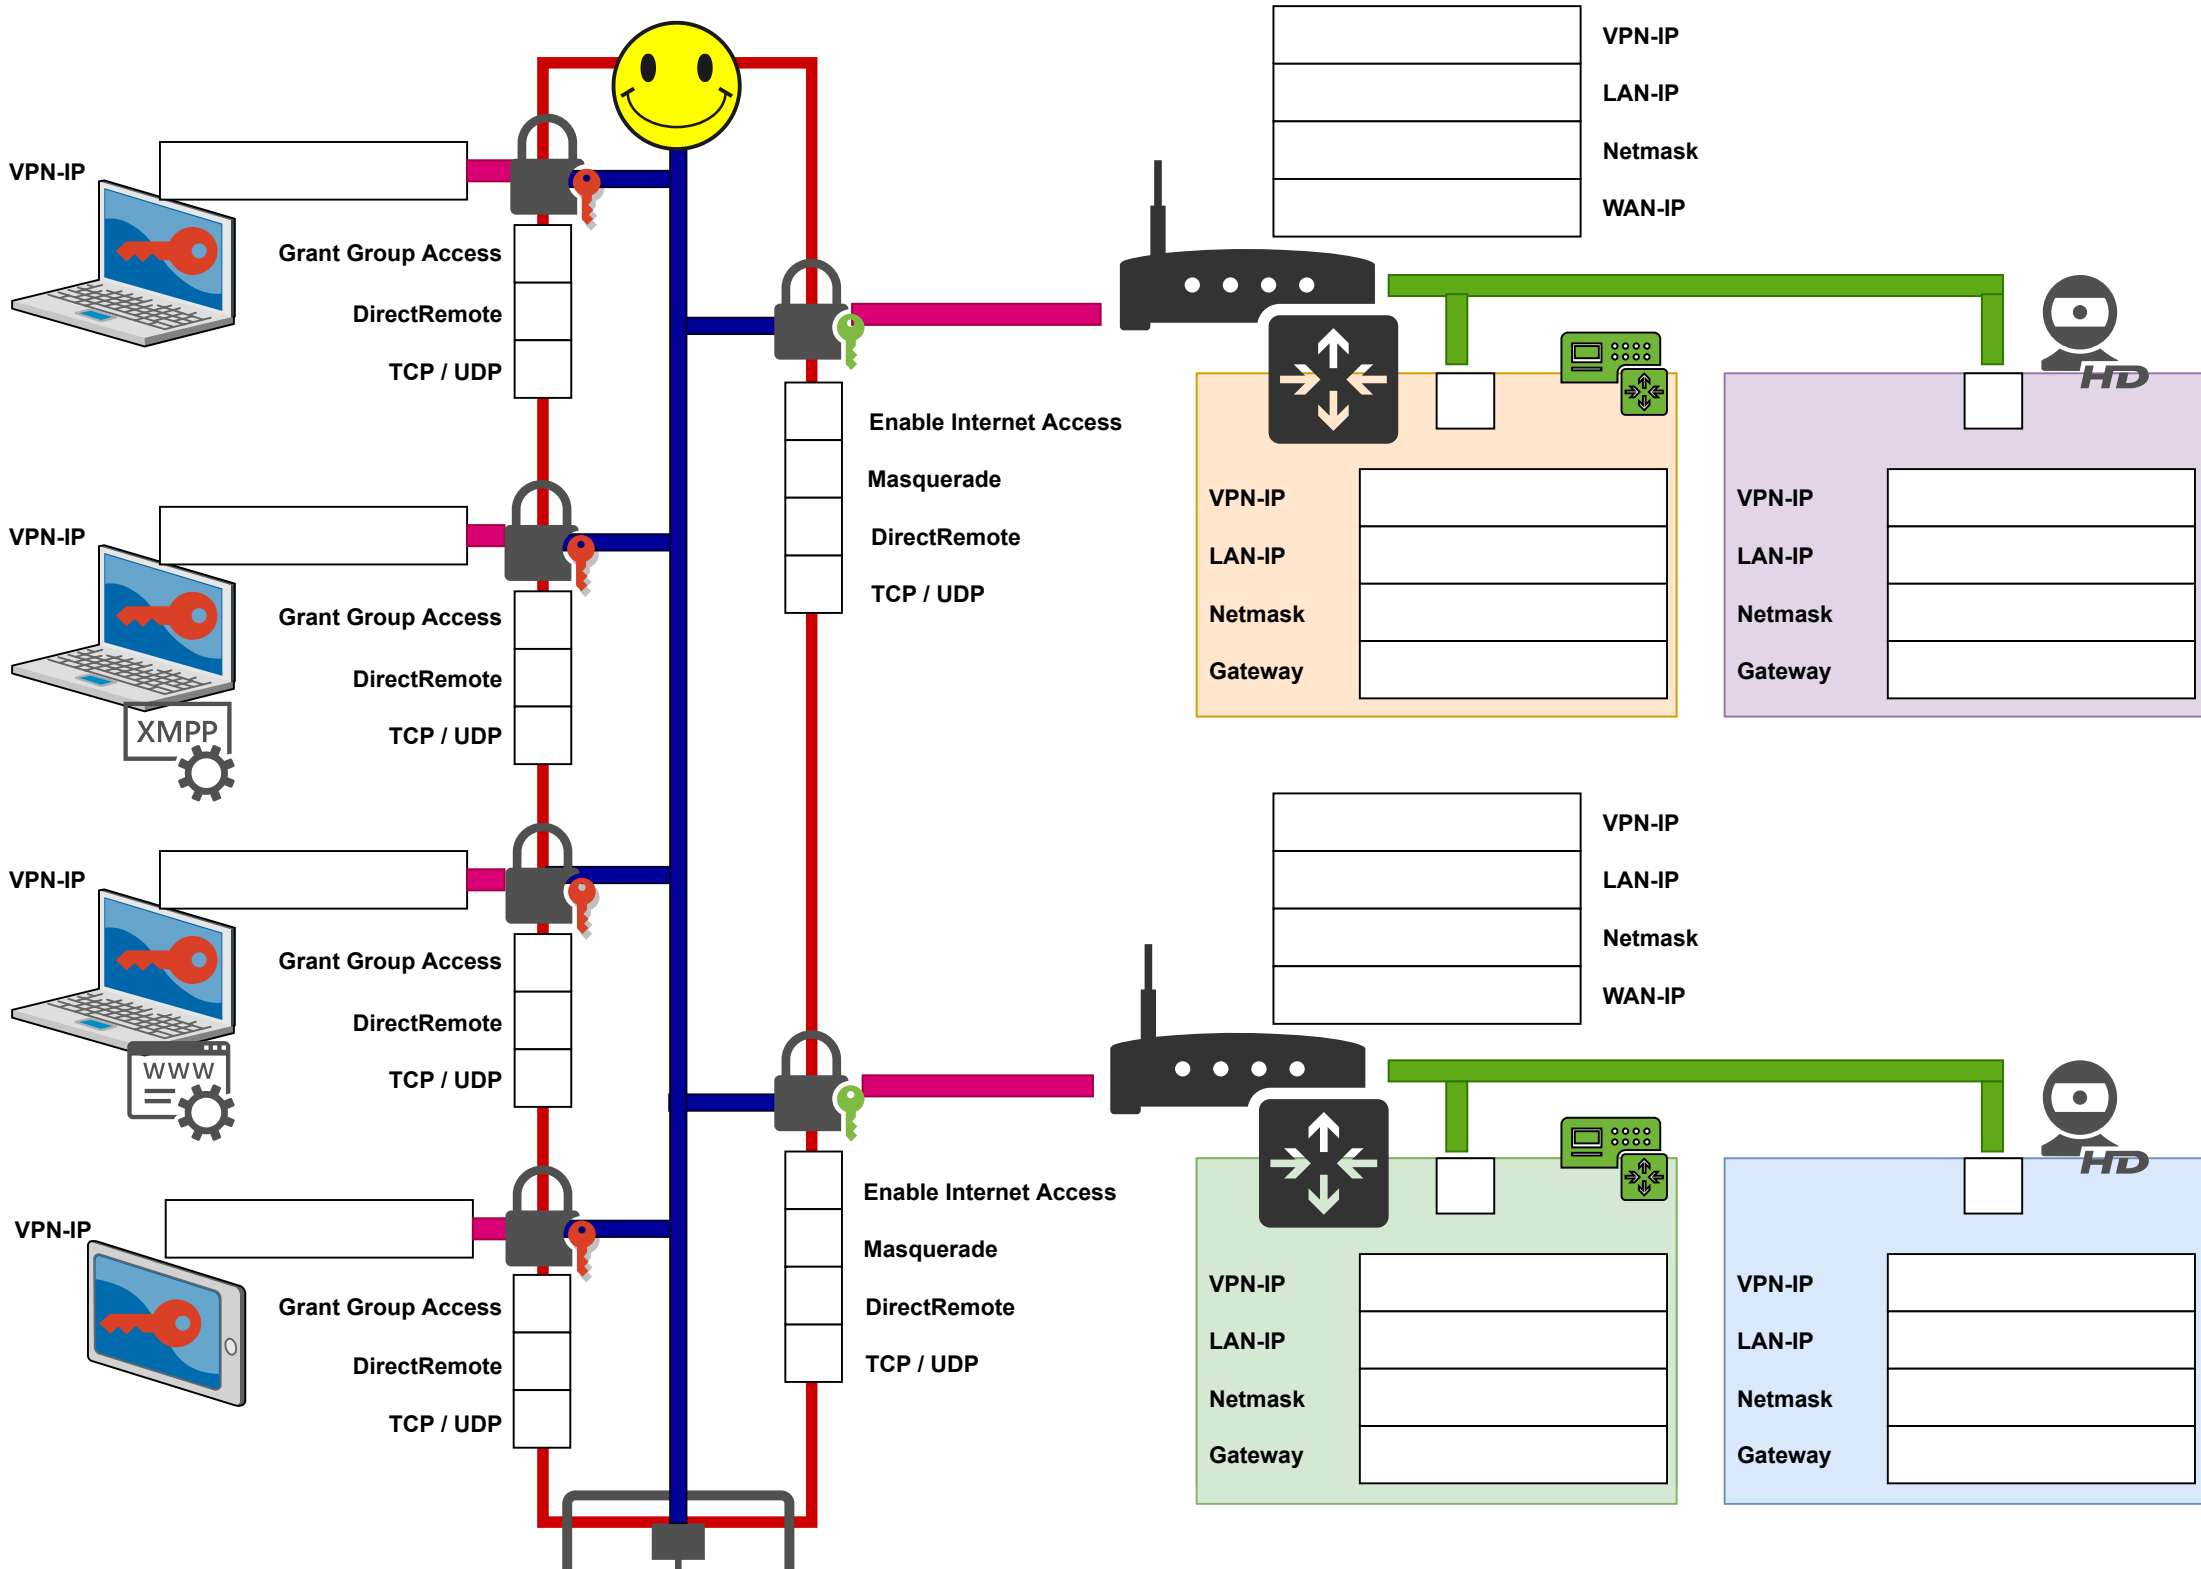 VPN-IP
Grant Group Access
DirectRemote
TCP / UDP
VPN-IP
Grant Group Access
DirectRemote
TCP / UDP
XMPP
VPN-IP
Grant Group Access
DirectRemote
TCP / UDP
WWW
VPN-IP
Grant Group Access
DirectRemote
TCP / UDP
Enable Internet Access
Masquerade
DirectRemote
TCP / UDP
Enable Internet Access
Masquerade
DirectRemote
TCP / UDP
VPN-IP
LAN-IP
Netmask
WAN-IP
VPN-IP
LAN-IP
Netmask
Gateway
HD
VPN-IP
LAN-IP
Netmask
Gateway
VPN-IP
LAN-IP
Netmask
WAN-IP
VPN-IP
LAN-IP
Netmask
Gateway
HD
VPN-IP
LAN-IP
Netmask
Gateway